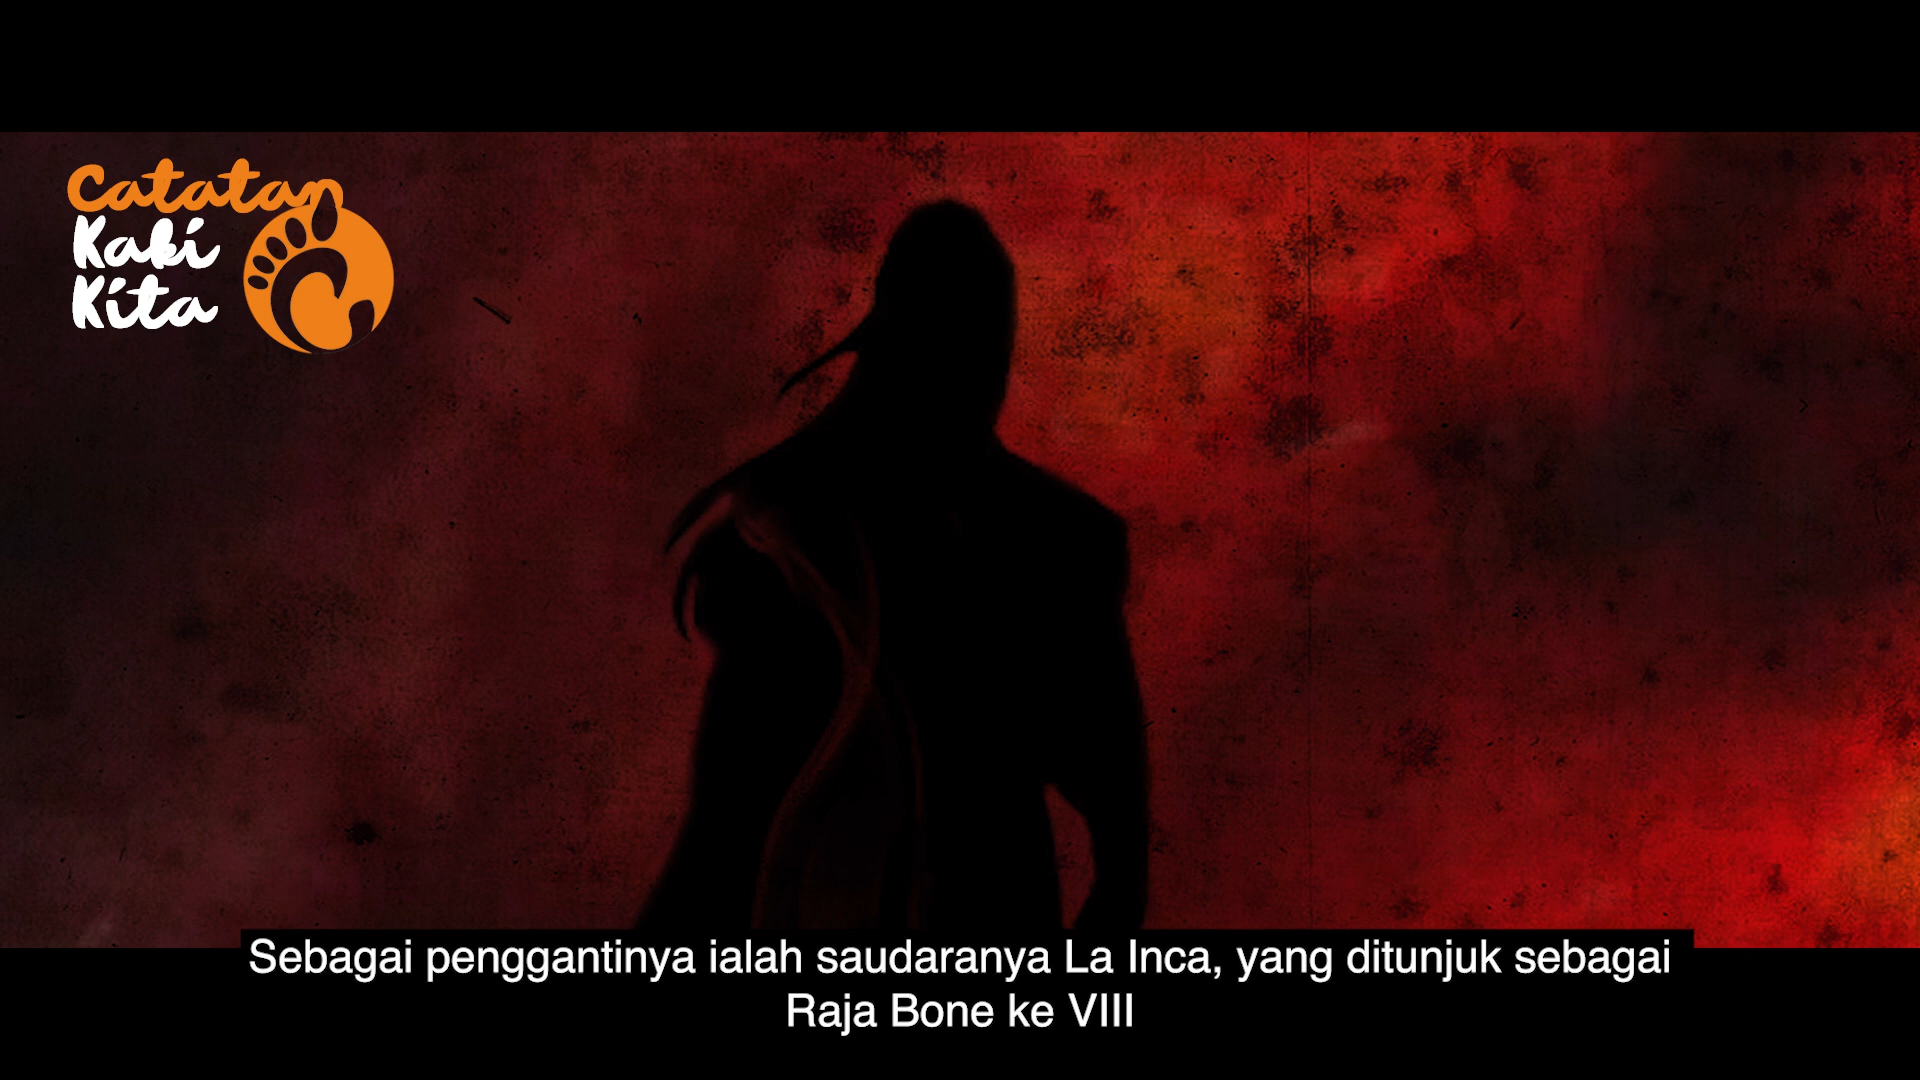 Catatan
Kaki
Kita
Sebagai penggantinya ialah saudaranya La Inca, yang ditunjuk sebagai
Raja Bone ke VIII